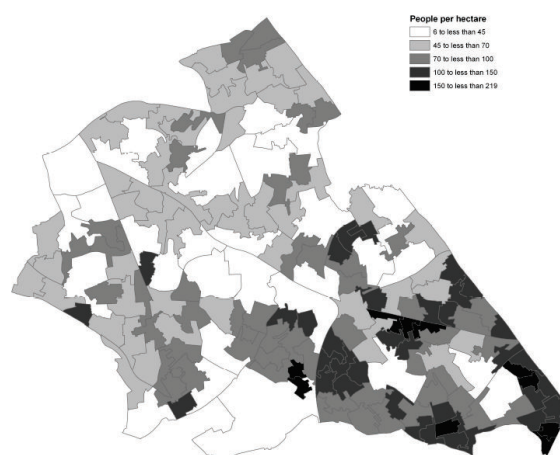 People per hectare
6 to less than 45
45 to less than 70
70 to less than 100
100 to less than 150
150 to less than 219